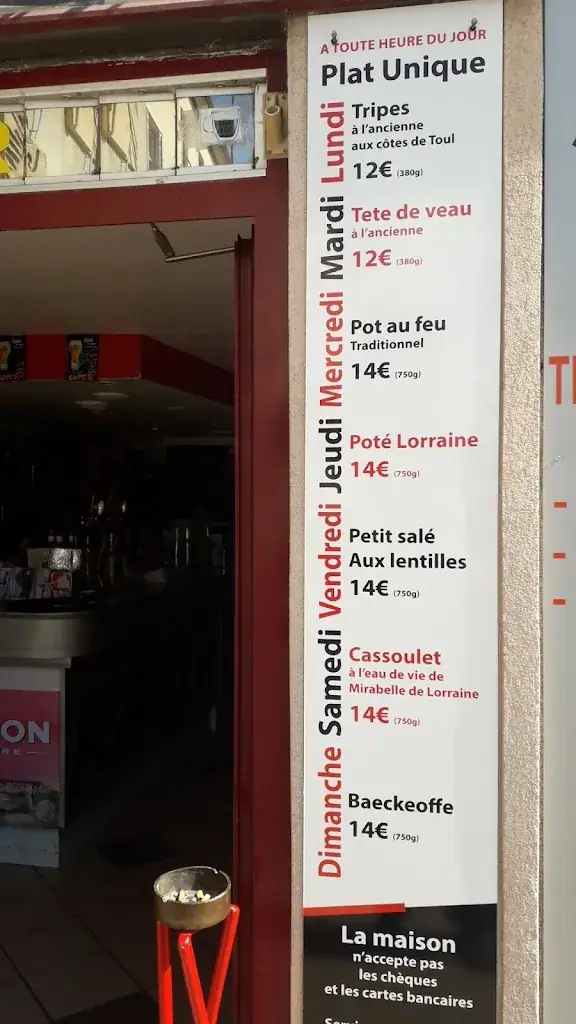 A TOUTE HEURE DU JOUR
Plat Unique
Lundi
Tripes
à l'ancienne
aux côtes de Toul
12€ (380g)
Mardi
Tete de veau
à l'ancienne
12€ (380g)
Mercredi
Pot au feu
Traditionnel
14€ (750g)
Jeudi
Poté Lorraine
14€ (750g)
Vendredi
Petit salé
Aux lentilles
14€ (750g)
Samedi
Cassoulet
à l'eau de vie de
Mirabelle de Lorraine
14€ (750g)
Dimanche
Baeckeoffe
14€ (750g)
La maison
n'accepte pas
les chèques
et les cartes bancaires